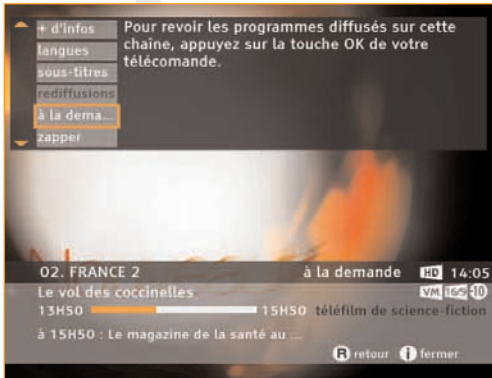 + d'infos
langues
sous-titres
rediffusions
à la dema...
zapper
Pour revoir les programmes diffusés sur cette
chaîne, appuyez sur la touche OK de votre
télécomande.
02. FRANCE 2 à la demande HD 14:05
Le vol des coccinelles VM 16/9 -10
13H50 15H50 téléfilm de science-fiction
à 15H50 : Le magazine de la santé au ...
R retour i fermer